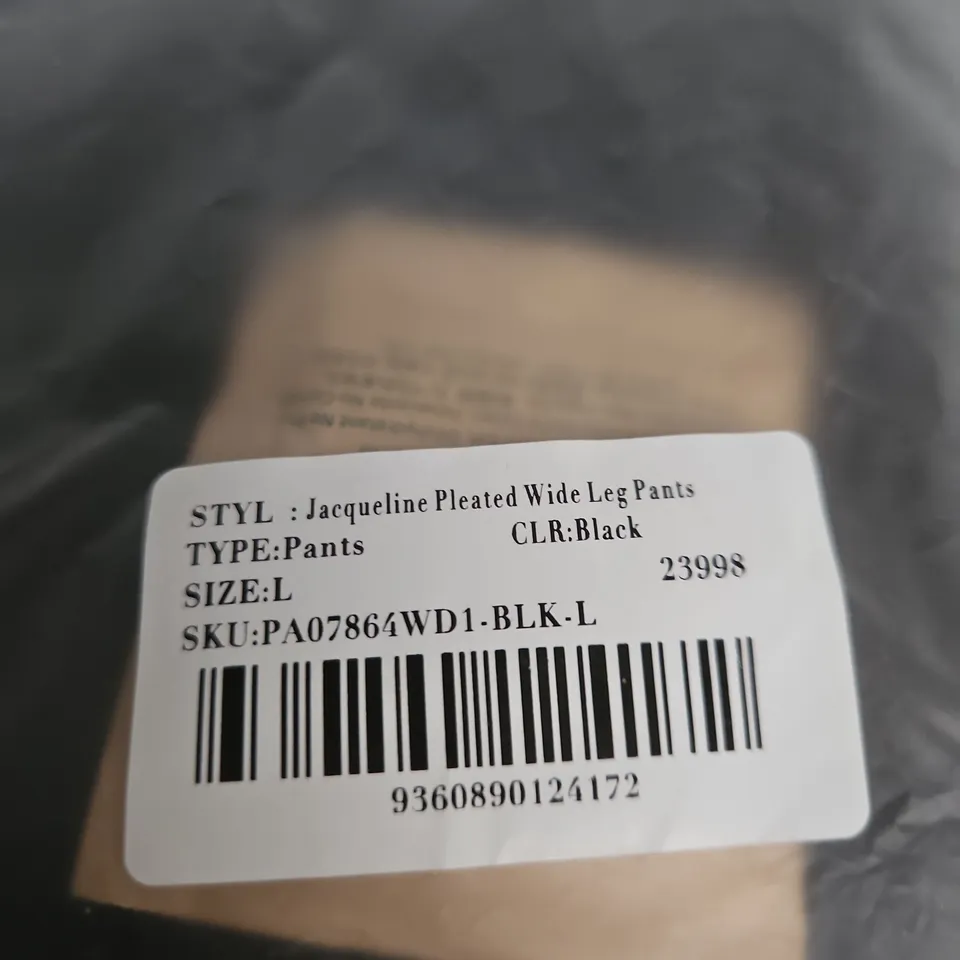 STYL : Jacqueline Pleated Wide Leg Pants
TYPE:Pants CLR:Black
SIZE:L 23998
SKU:PA07864WD1-BLK-L
9360890124172